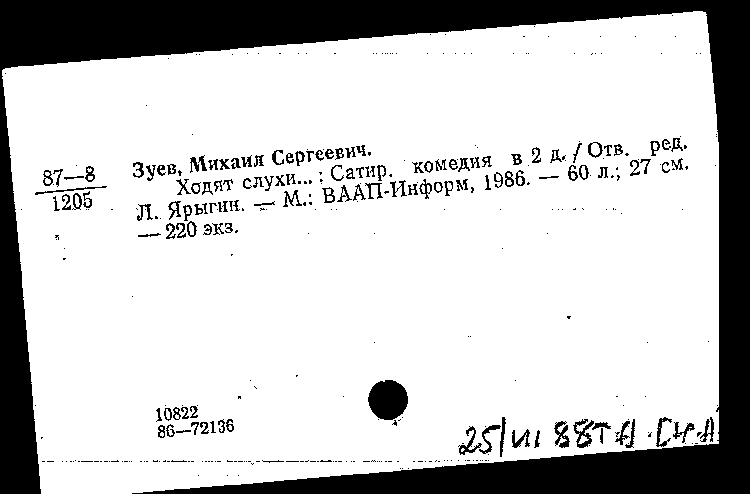 87—8
1205
Зуев, Михаил Сергеевич.
Ходят слухи... : Сатир. комедия в 2 д. / Отв. ред.
Л. Ярыгин. — М.: ВААП-Информ, 1986. — 60 л.; 27 см.
— 220 экз.
10822
86—72136
25/VII 88